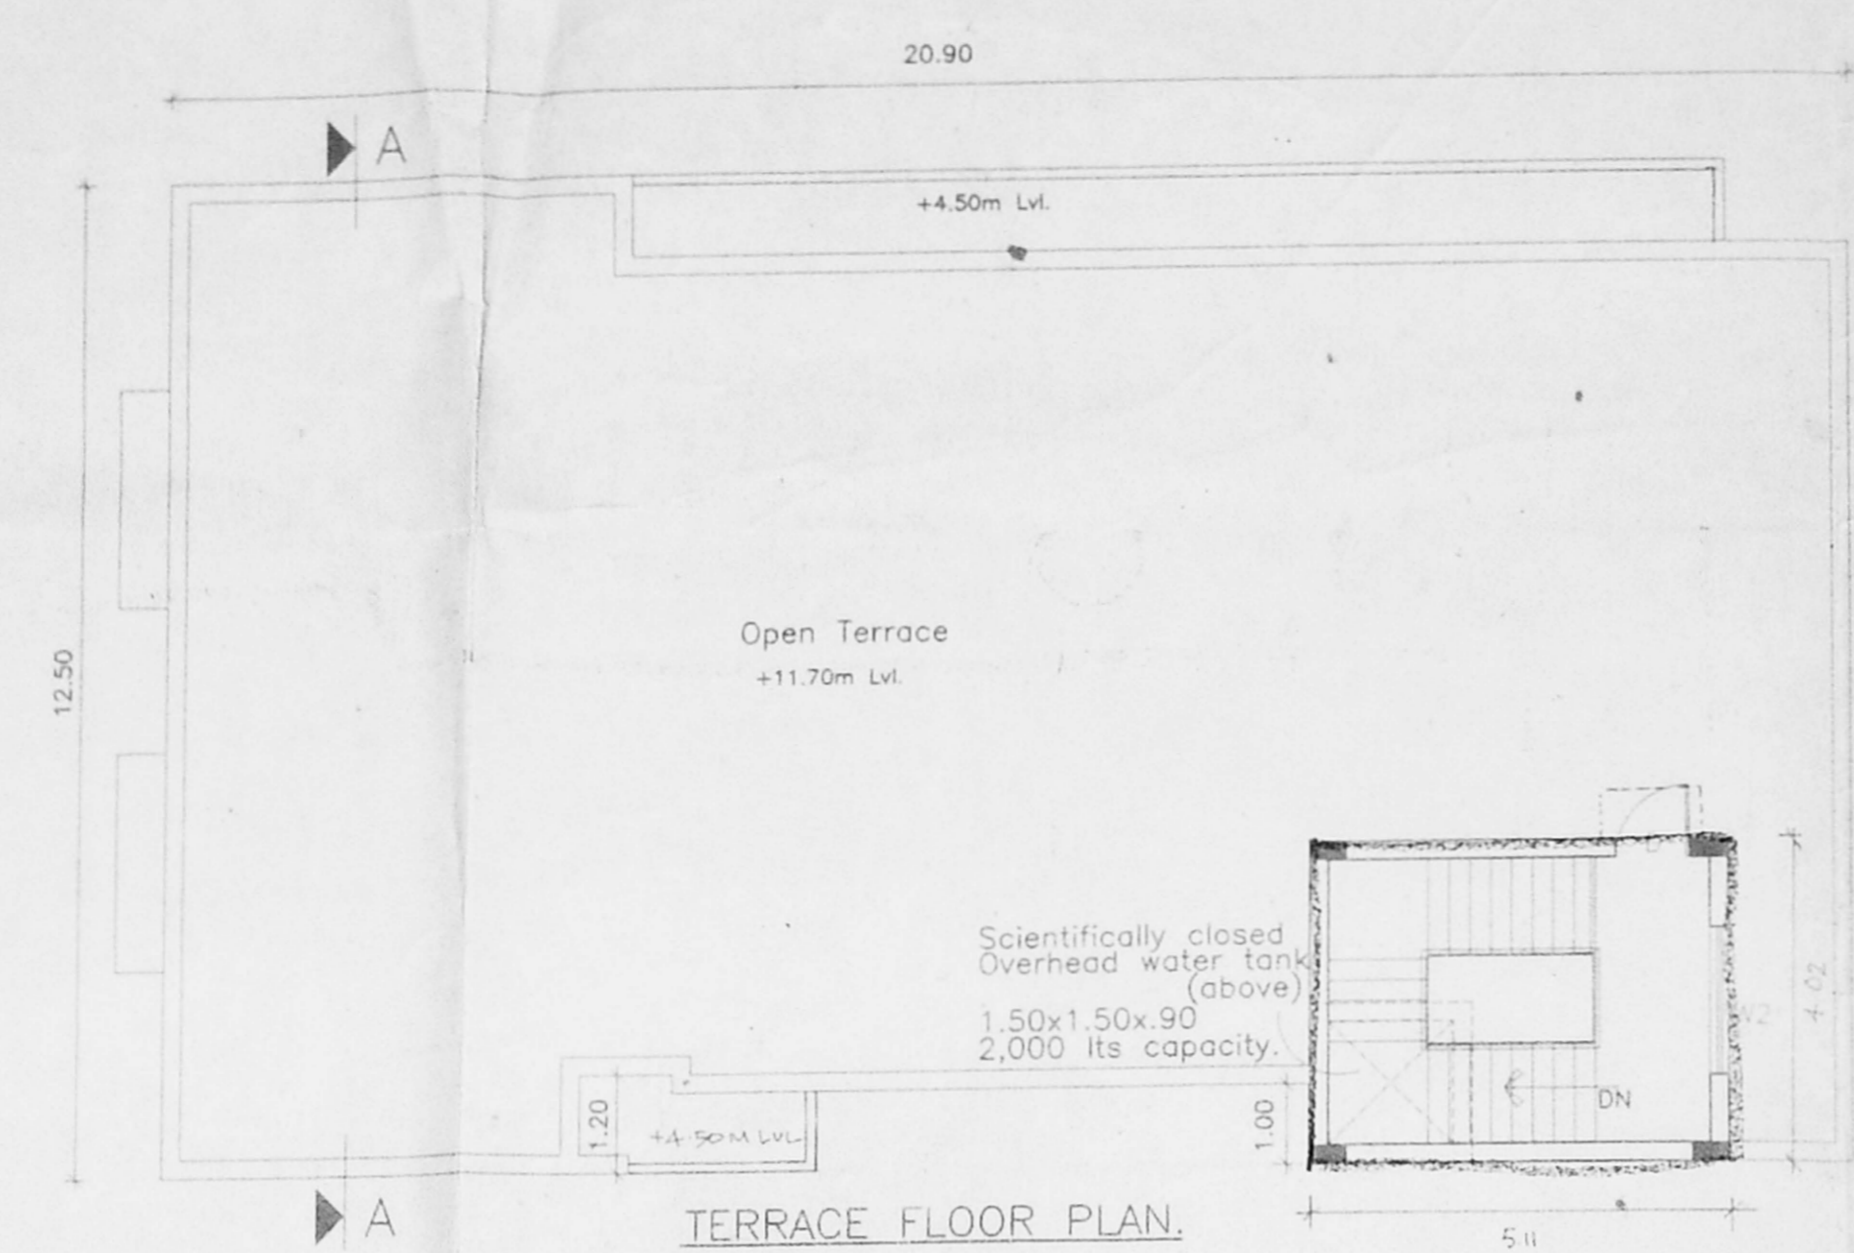 20.90
A
+4.50m Lvl.
12.50
Open Terrace
+11.70m Lvl.
Scientifically closed
Overhead water tank
(above)
1.50x1.50x.90
2,000 lts capacity.
D
W2
4.02
DN
1.20
+4.50M LVL
1.00
A
TERRACE FLOOR PLAN.
5.11